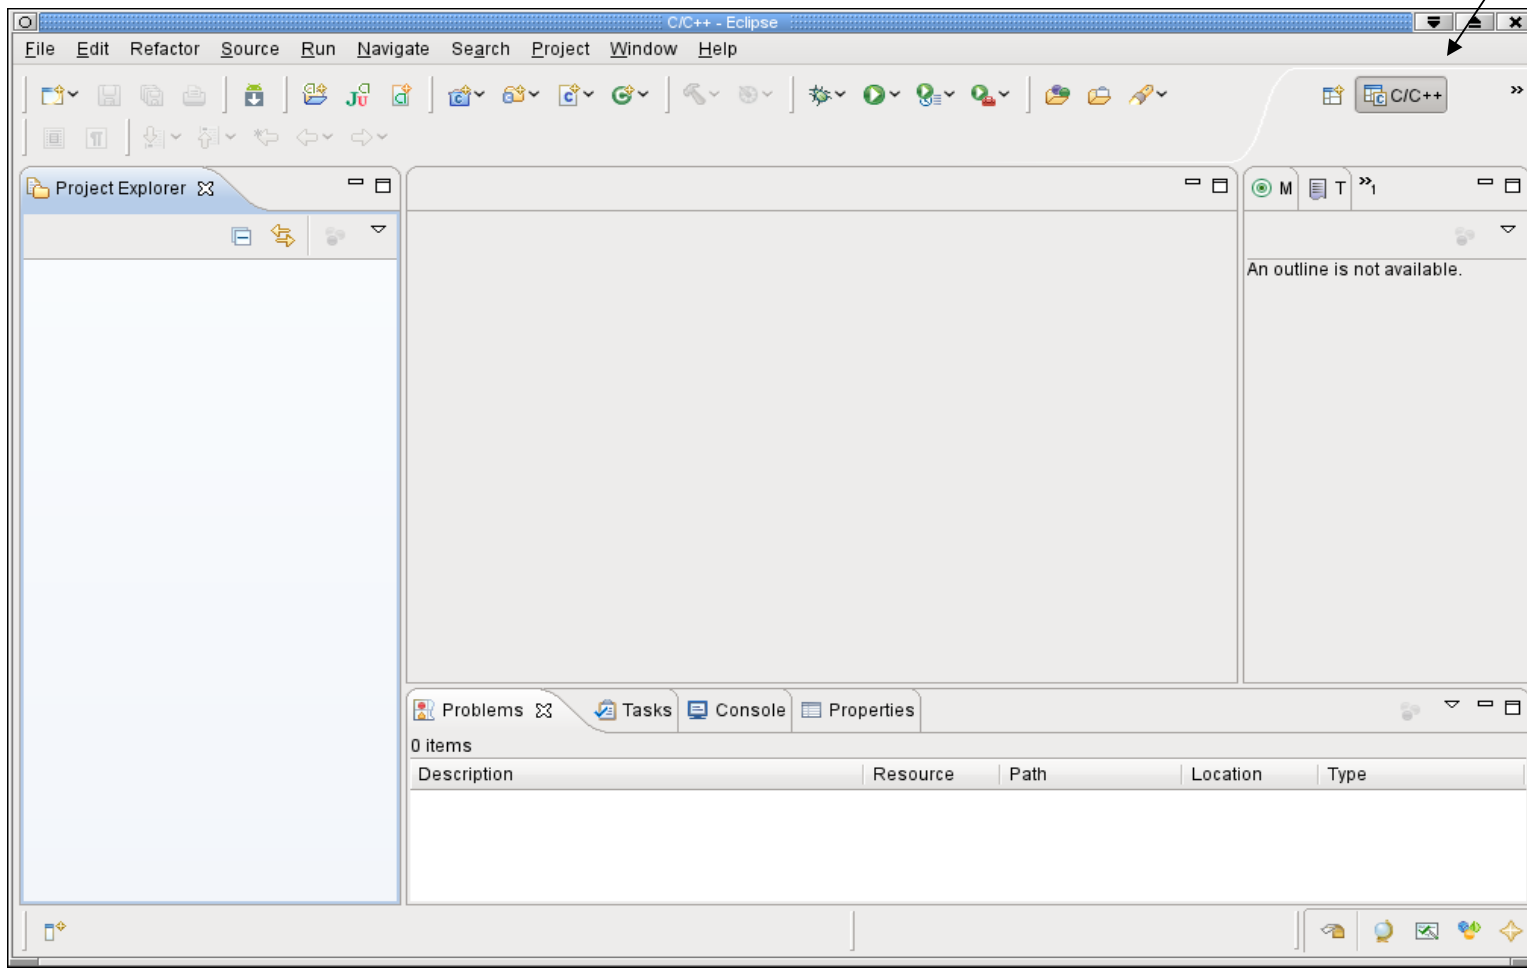 C/C++ - Eclipse
File Edit Refactor Source Run Navigate Search Project Window Help
C/C++ »
Project Explorer
M T »1
An outline is not available.
Problems Tasks Console Properties
0 items
Description Resource Path Location Type